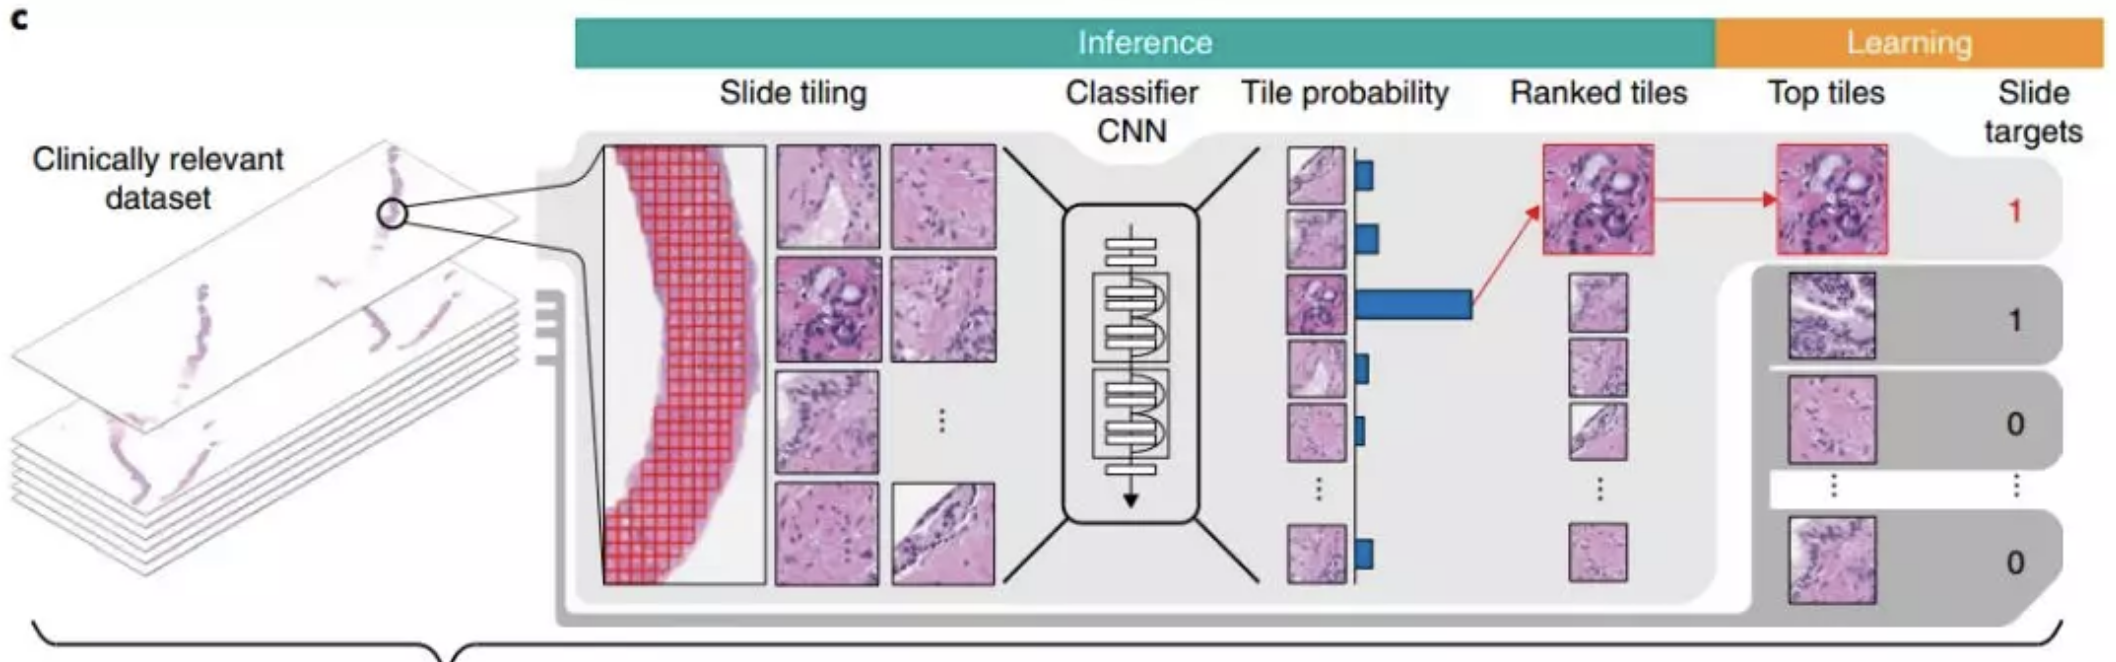 c
Inference
Learning
Slide tiling
Classifier
CNN
Tile probability
Ranked tiles
Top tiles
Slide
targets
Clinically relevant
dataset
1
1
0
0